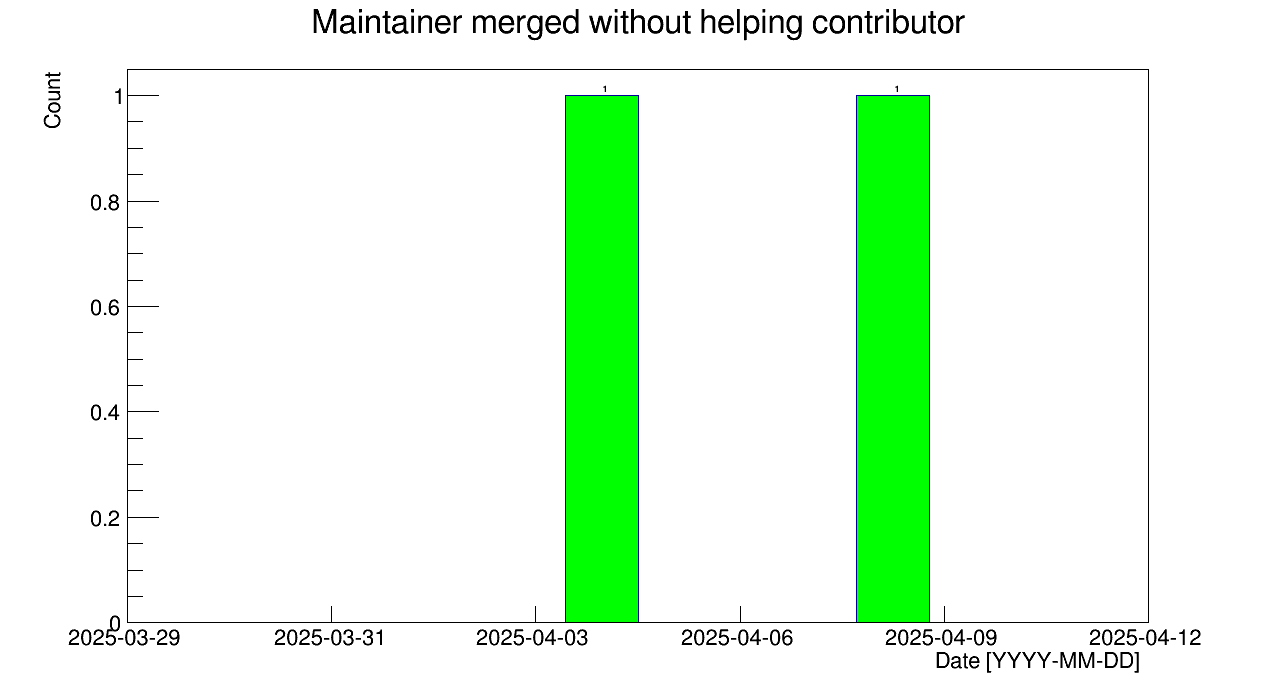 Maintainer merged without helping contributor
Count
1
1 1
0.8
0.6
0.4
0.2
0
2025-03-29 2025-03-31 2025-04-03 2025-04-06 2025-04-09 2025-04-12
Date [YYYY-MM-DD]